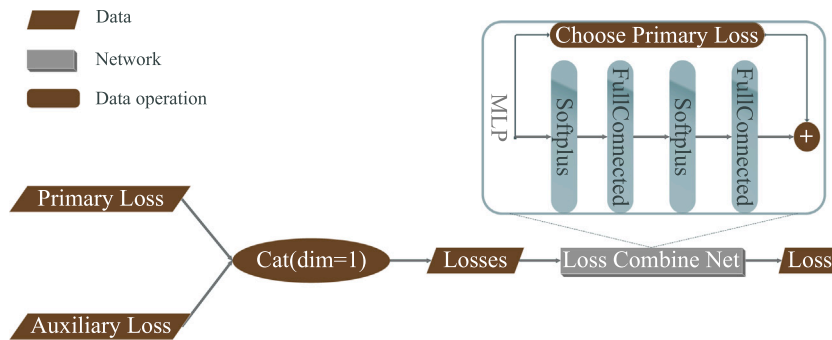 Data
Network
Data operation
Choose Primary Loss
MLP
Softplus
FullConnected
Softplus
FullConnected
+
Primary Loss
Auxiliary Loss
Cat(dim=1)
Losses
Loss Combine Net
Loss